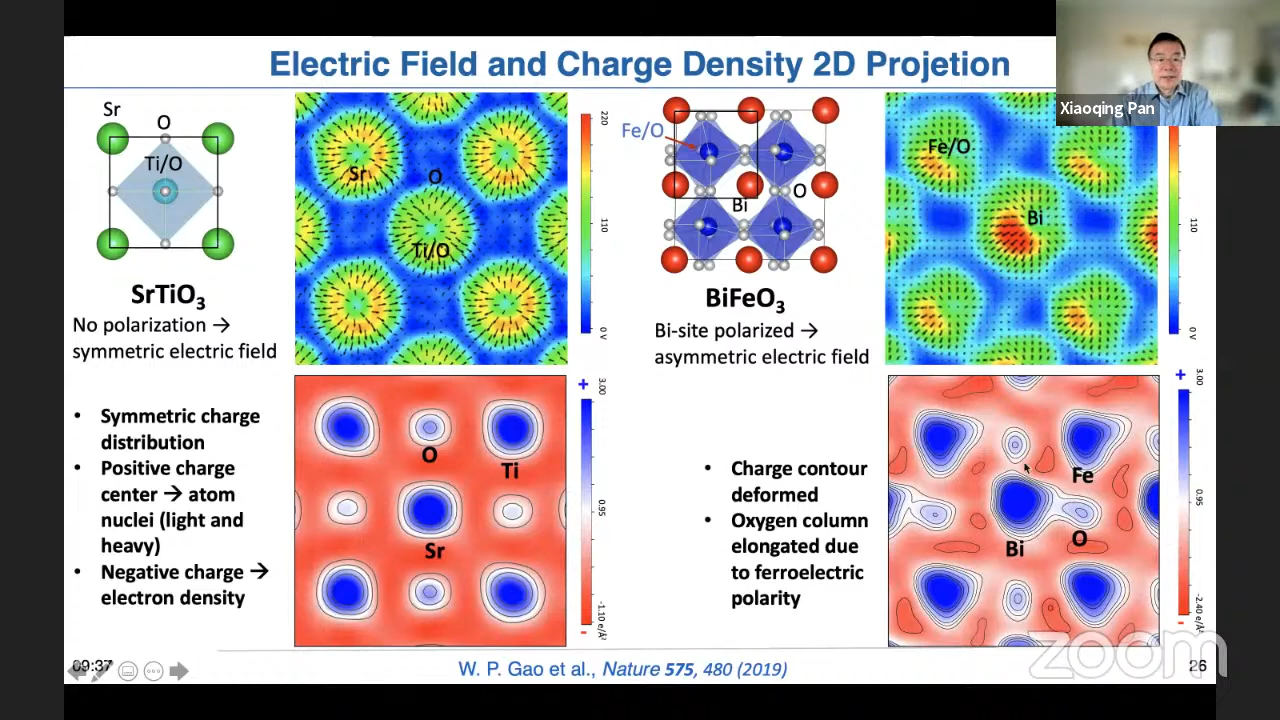 Electric Field and Charge Density 2D Projetion
Xiaoqing Pan
Sr
O
Ti/O
SrTiO3
No polarization →
symmetric electric field
Sr
O
Ti/O
220
110
0 V
Fe/O
O
Bi
BiFeO3
Bi-site polarized →
asymmetric electric field
Fe/O
Bi
110
0 V
• Symmetric charge
distribution
• Positive charge
center → atom
nuclei (light and
heavy)
• Negative charge →
electron density
O
Ti
Sr
+
3.00
0.95
-1.10 e/Å²
-
• Charge contour
deformed
• Oxygen column
elongated due
to ferroelectric
polarity
Fe
Bi
O
+
3.00
0.95
-2.40 e/Å²
-
09:37
W. P. Gao et al., Nature 575, 480 (2019)
zoom
26